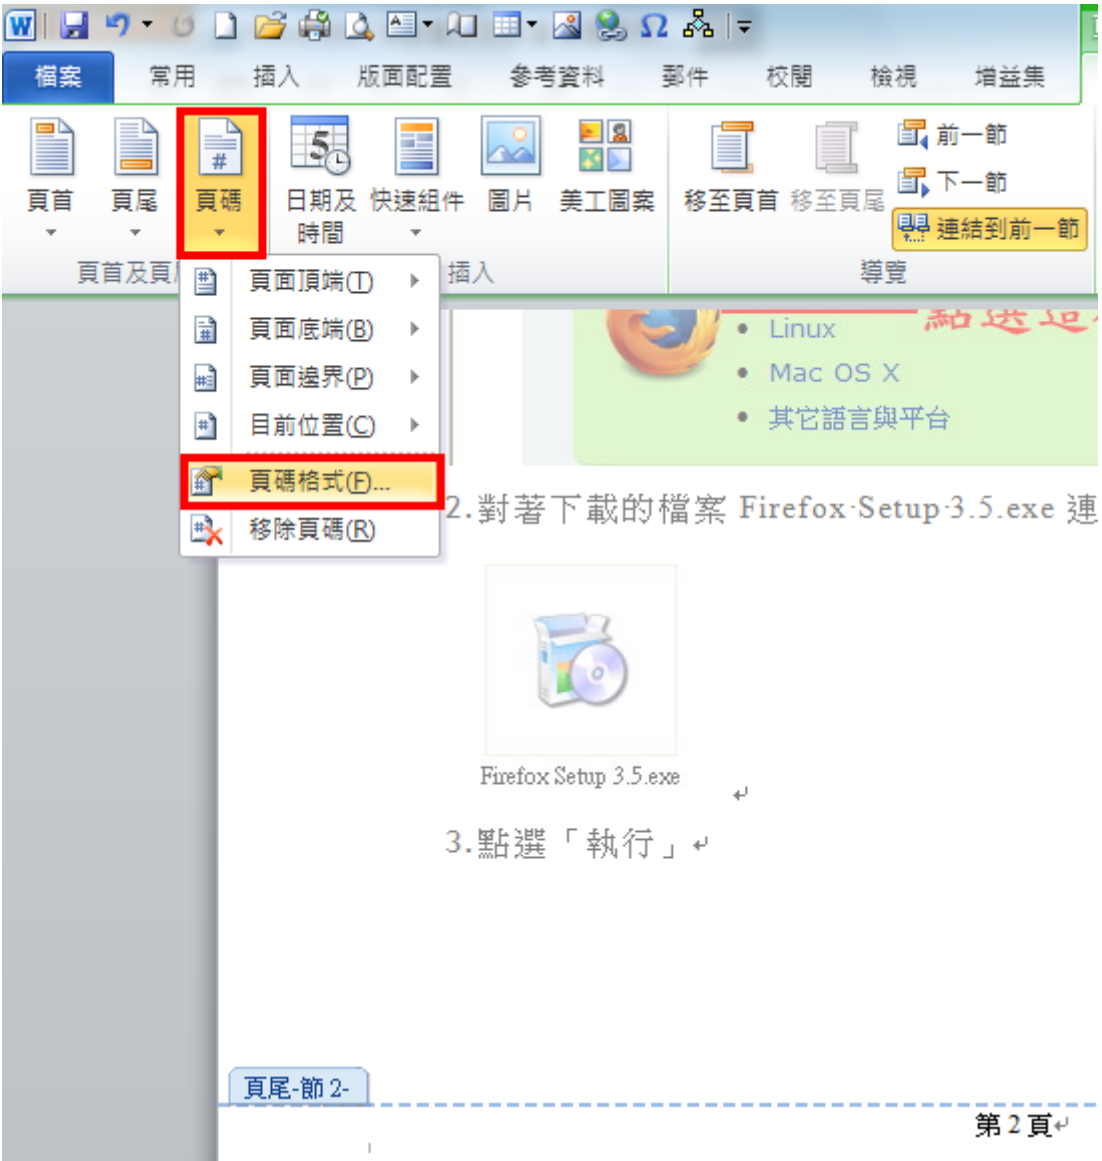 檔案 常用 插入 版面配置 參考資料 郵件 校閱 檢視 增益集
頁首 頁尾 頁碼 日期及時間 快速組件 圖片 美工圖案 移至頁首 移至頁尾
前一節
下一節
連結到前一節
頁首及頁 插入 導覽
頁面頂端(T)
頁面底端(B)
頁面邊界(P)
目前位置(C)
頁碼格式(F)...
移除頁碼(R)
點選這
• Linux
• Mac OS X
• 其它語言與平台
2.對著下載的檔案 Firefox·Setup·3.5.exe 連
Firefox Setup 3.5.exe
3.點選「執行」
頁尾-節 2-
第 2 頁